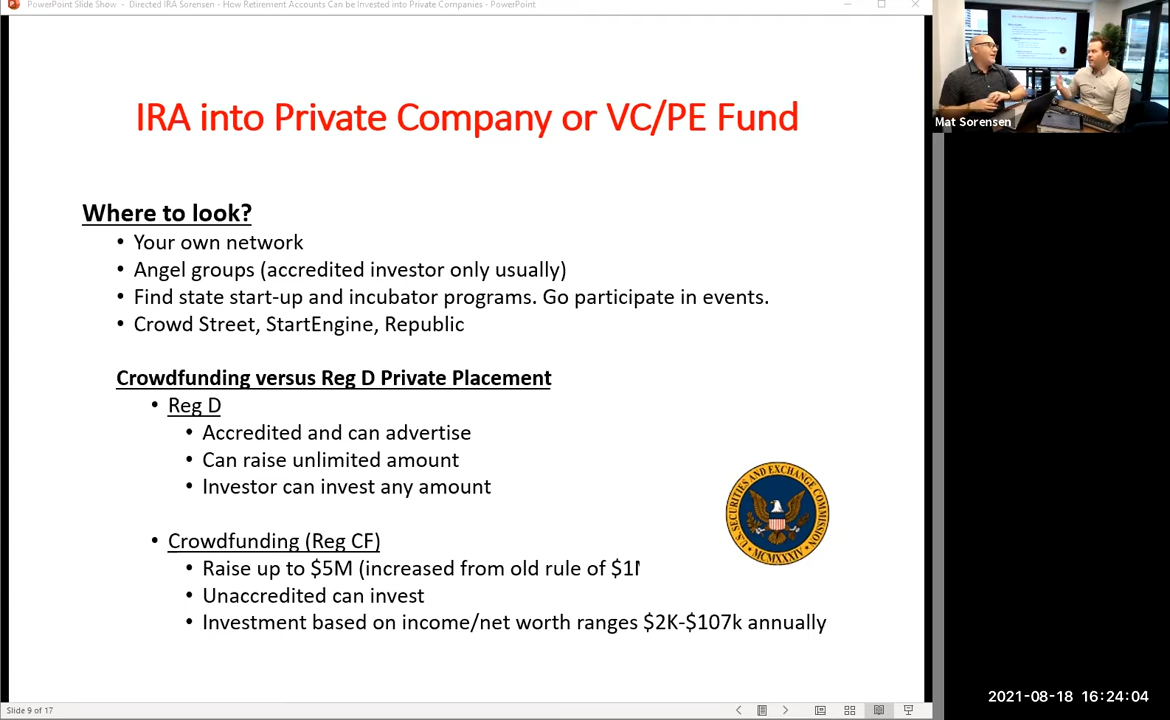 PowerPoint Slide Show - Directed IRA Sorensen - How Retirement Accounts Can be Invested into Private Companies - PowerPoint
IRA into Private Company or VC/PE Fund
Where to look?
• Your own network
• Angel groups (accredited investor only usually)
• Find state start-up and incubator programs. Go participate in events.
• Crowd Street, StartEngine, Republic
Crowdfunding versus Reg D Private Placement
• Reg D
• Accredited and can advertise
• Can raise unlimited amount
• Investor can invest any amount
• Crowdfunding (Reg CF)
• Raise up to $5M (increased from old rule of $1
• Unaccredited can invest
• Investment based on income/net worth ranges $2K-$107k annually
U.S. SECURITIES AND EXCHANGE COMMISSION
MCMXXXIV
Mat Sorensen
2021-08-18 16:24:04
Slide 9 of 17